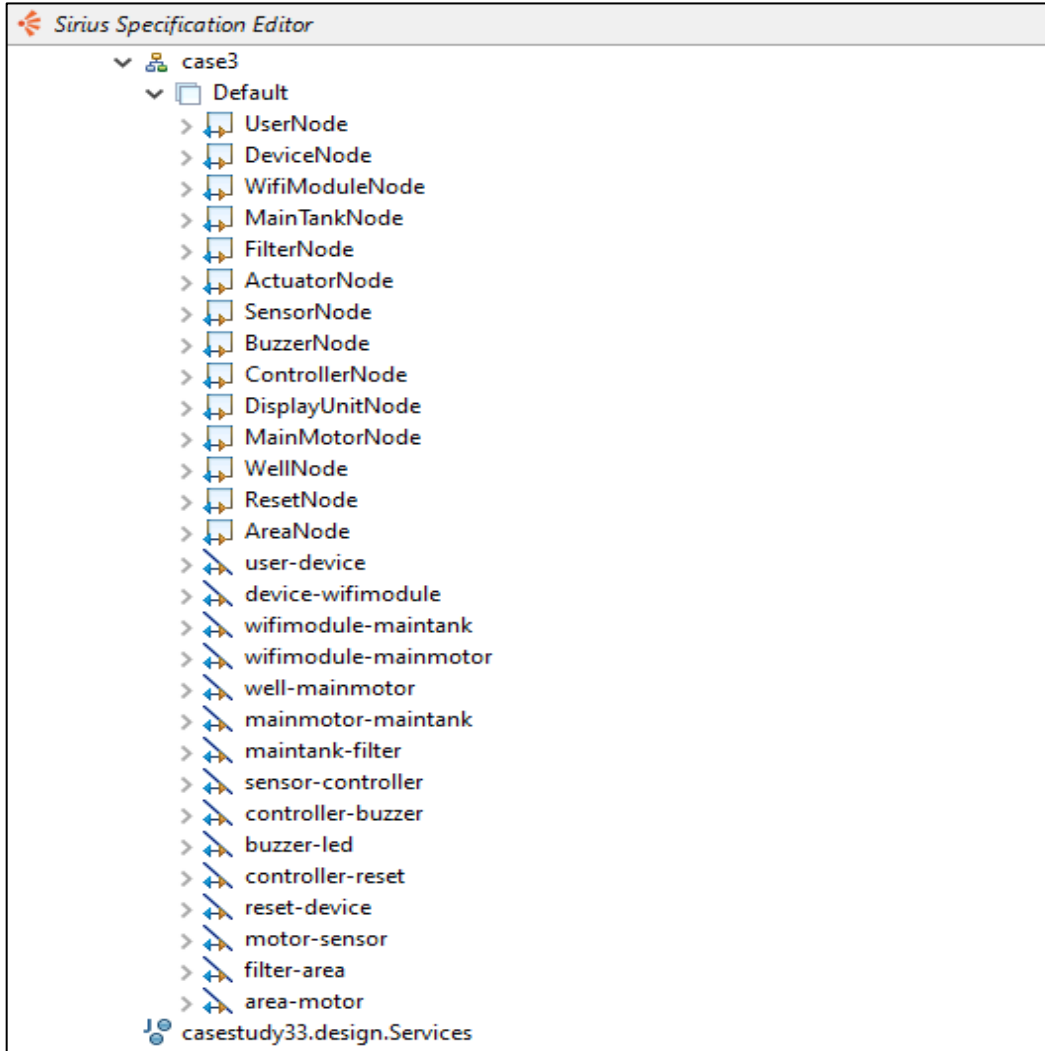 Sirius Specification Editor
case3
Default
UserNode
DeviceNode
WifiModuleNode
MainTankNode
FilterNode
ActuatorNode
SensorNode
BuzzerNode
ControllerNode
DisplayUnitNode
MainMotorNode
WellNode
ResetNode
AreaNode
user-device
device-wifimodule
wifimodule-maintank
wifimodule-mainmotor
well-mainmotor
mainmotor-maintank
maintank-filter
sensor-controller
controller-buzzer
buzzer-led
controller-reset
reset-device
motor-sensor
filter-area
area-motor
casestudy33.design.Services